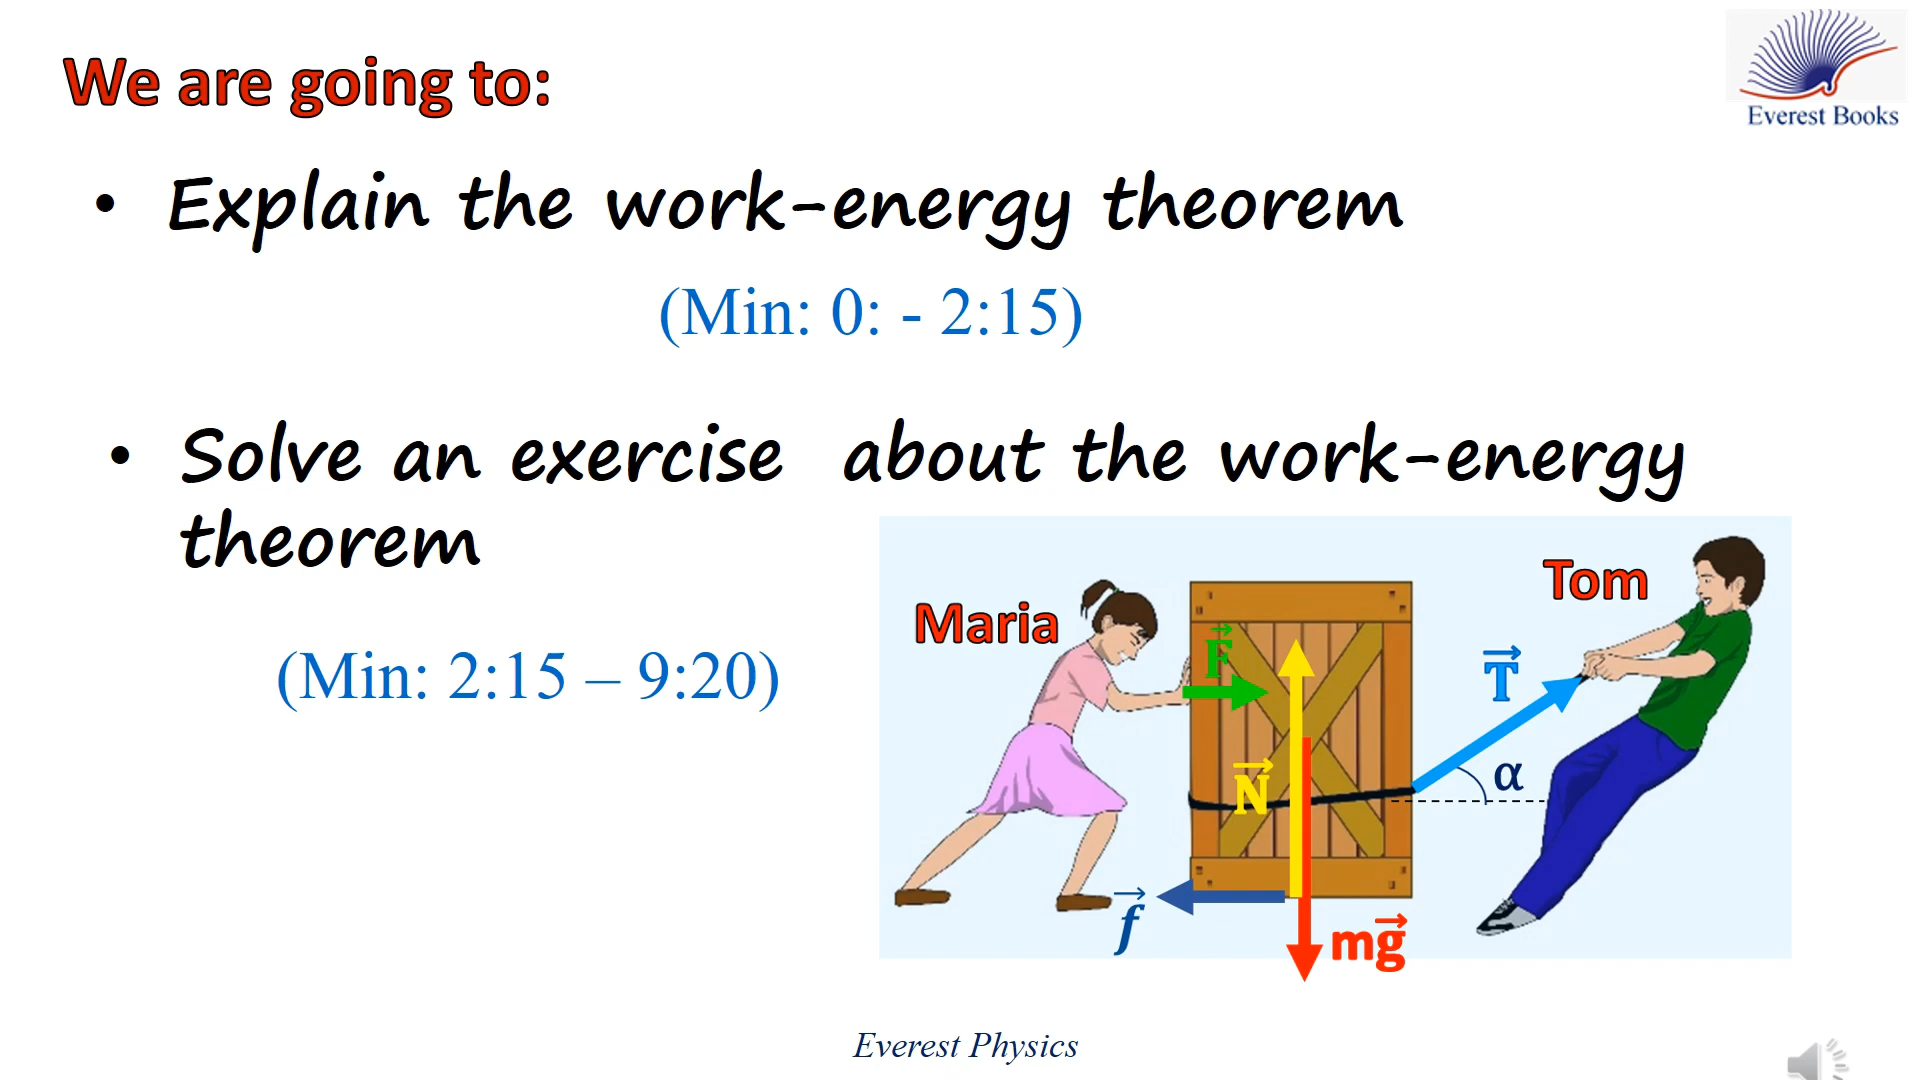 We are going to:
Everest Books
• Explain the work-energy theorem
(Min: 0: - 2:15)
• Solve an exercise about the work-energy
theorem
(Min: 2:15 – 9:20)
Maria
Tom
F⃗
T⃗
N⃗
α
f⃗
mg⃗
Everest Physics